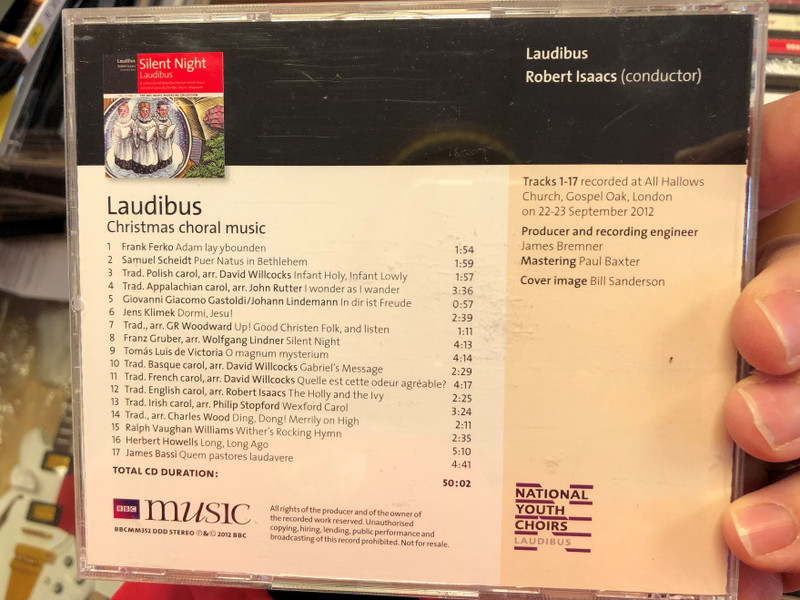 Laudibus
Silent Night
Laudibus
Laudibus
Robert Isaacs (conductor)
Laudibus
Christmas choral music
1 Frank Ferko Adam lay ybounden 1:54
2 Samuel Scheidt Puer Natus in Bethlehem 1:59
3 Trad. Polish carol, arr. David Willcocks Infant Holy, Infant Lowly 1:57
4 Trad. Appalachian carol, arr. John Rutter I wonder as I wander 3:36
5 Giovanni Giacomo Gastoldi/Johann Lindemann In dir ist Freude 0:57
6 Jens Klimek Dormi, Jesu! 2:39
7 Trad., arr. GR Woodward Up! Good Christen Folk, and listen 1:11
8 Franz Gruber, arr. Wolfgang Lindner Silent Night 4:13
9 Tomás Luis de Victoria O magnum mysterium 4:14
10 Trad. Basque carol, arr. David Willcocks Gabriel's Message 2:29
11 Trad. French carol, arr. David Willcocks Quelle est cette odeur agréable? 4:17
12 Trad. English carol, arr. Robert Isaacs The Holly and the Ivy 2:25
13 Trad. Irish carol, arr. Philip Stopford Wexford Carol 3:24
14 Trad., arr. Charles Wood Ding, Dong! Merrily on High 2:11
15 Ralph Vaughan Williams Wither's Rocking Hymn 2:35
16 Herbert Howells Long, Long Ago 5:10
17 James Bassi Quem pastores laudavere 4:41
TOTAL CD DURATION: 50:02
Tracks 1-17 recorded at All Hallows
Church, Gospel Oak, London
on 22-23 September 2012
Producer and recording engineer
James Bremner
Mastering Paul Baxter
Cover image Bill Sanderson
BBC music
BBCMM352 DDD STEREO ℗&© 2012 BBC
All rights of the producer and of the owner of
the recorded work reserved. Unauthorised
copying, hiring, lending, public performance and
broadcasting of this record prohibited. Not for resale.
NATIONAL
YOUTH
CHOIRS
LAUDIBUS